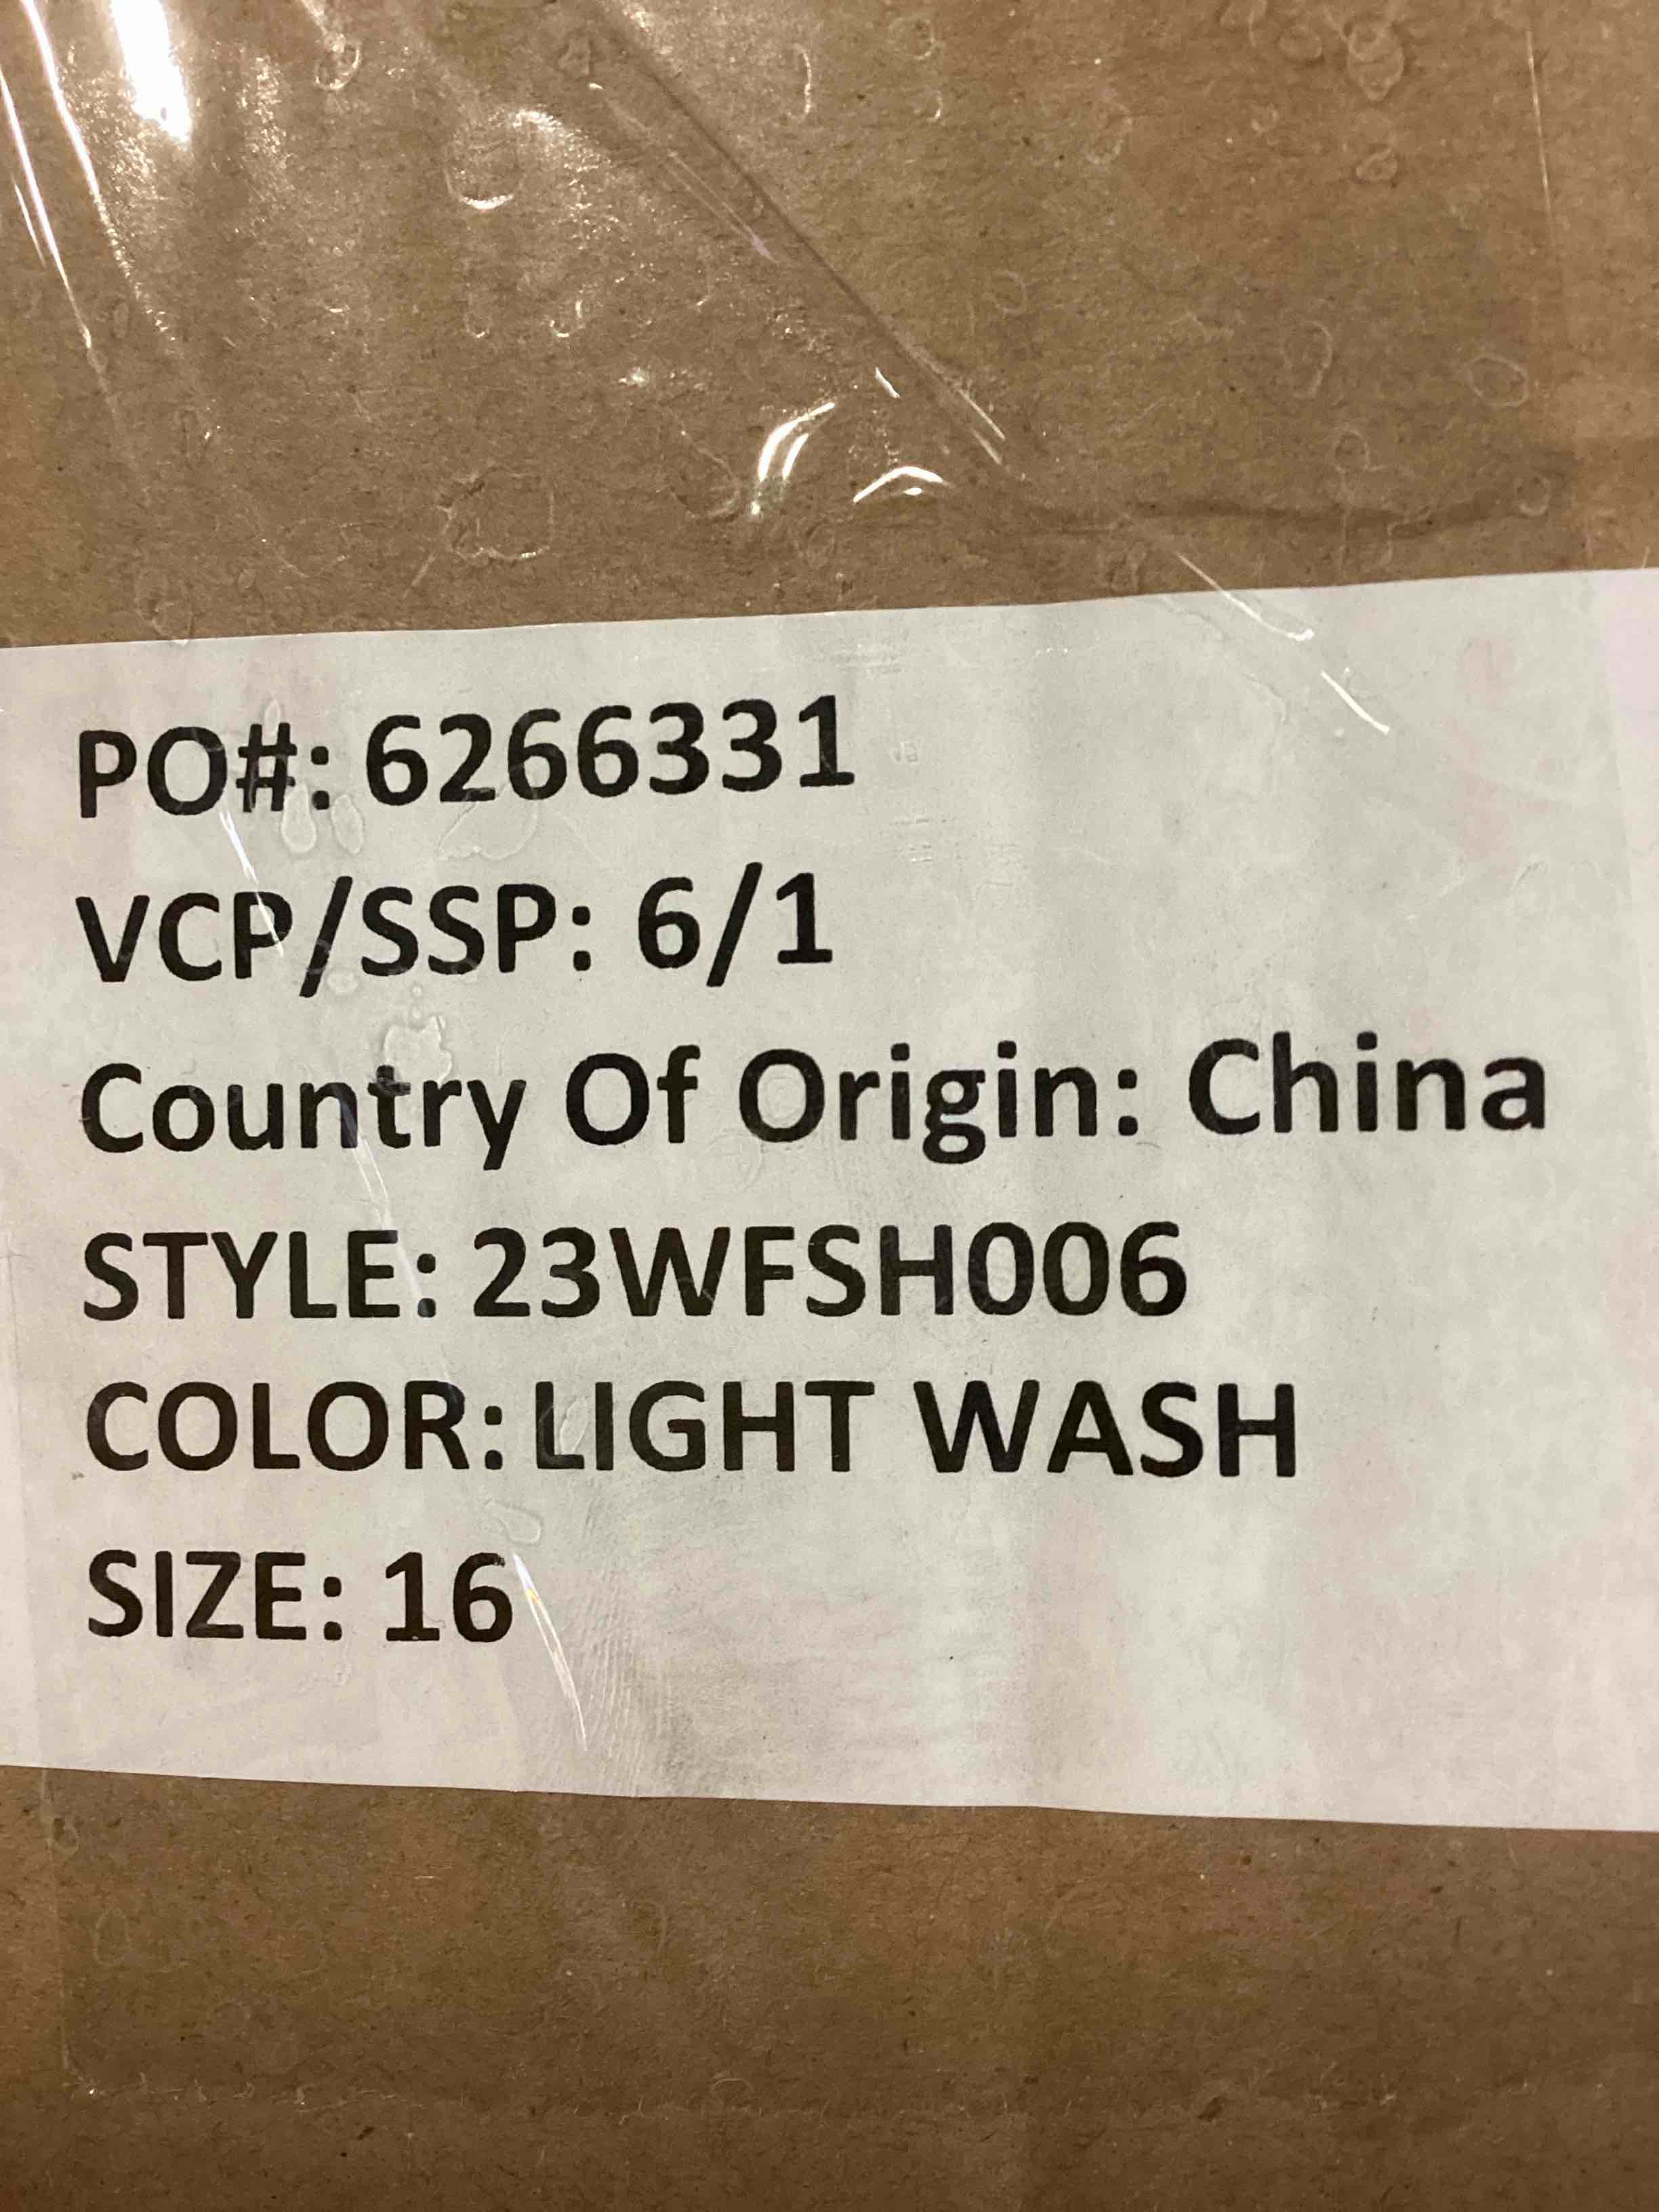 PO#: 6266331
VCP/SSP: 6/1
Country Of Origin: China
STYLE: 23WFSH006
COLOR: LIGHT WASH
SIZE: 16